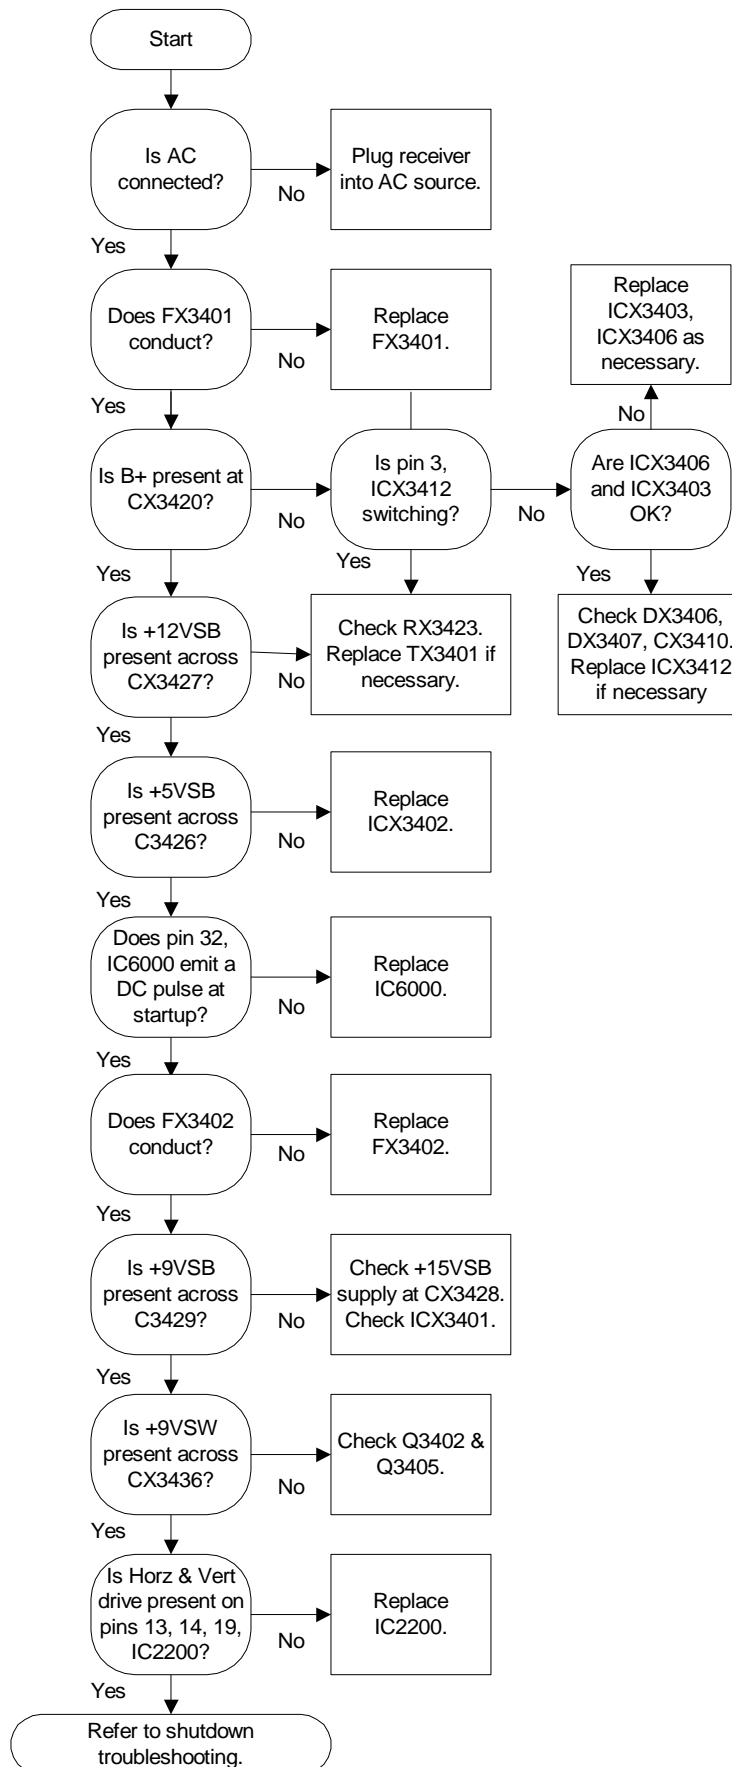 Start
Is AC
connected?
No
Plug receiver
into AC source.
Yes
Does FX3401
conduct?
No
Replace
FX3401.
Replace
ICX3403,
ICX3406 as
necessary.
Yes
No
Is B+ present at
CX3420?
No
Is pin 3,
ICX3412
switching?
No
Are ICX3406
and ICX3403
OK?
Yes
Yes
Yes
Is +12VSB
present across
CX3427?
No
Check RX3423.
Replace TX3401 if
necessary.
Check DX3406,
DX3407, CX3410.
Replace ICX3412
if necessary
Yes
Is +5VSB
present across
C3426?
No
Replace
ICX3402.
Yes
Does pin 32,
IC6000 emit a
DC pulse at
startup?
No
Replace
IC6000.
Yes
Does FX3402
conduct?
No
Replace
FX3402.
Yes
Is +9VSB
present across
C3429?
No
Check +15VSB
supply at CX3428.
Check ICX3401.
Yes
Is +9VSW
present across
CX3436?
No
Check Q3402 &
Q3405.
Yes
Is Horz & Vert
drive present on
pins 13, 14, 19,
IC2200?
No
Replace
IC2200.
Yes
Refer to shutdown
troubleshooting.